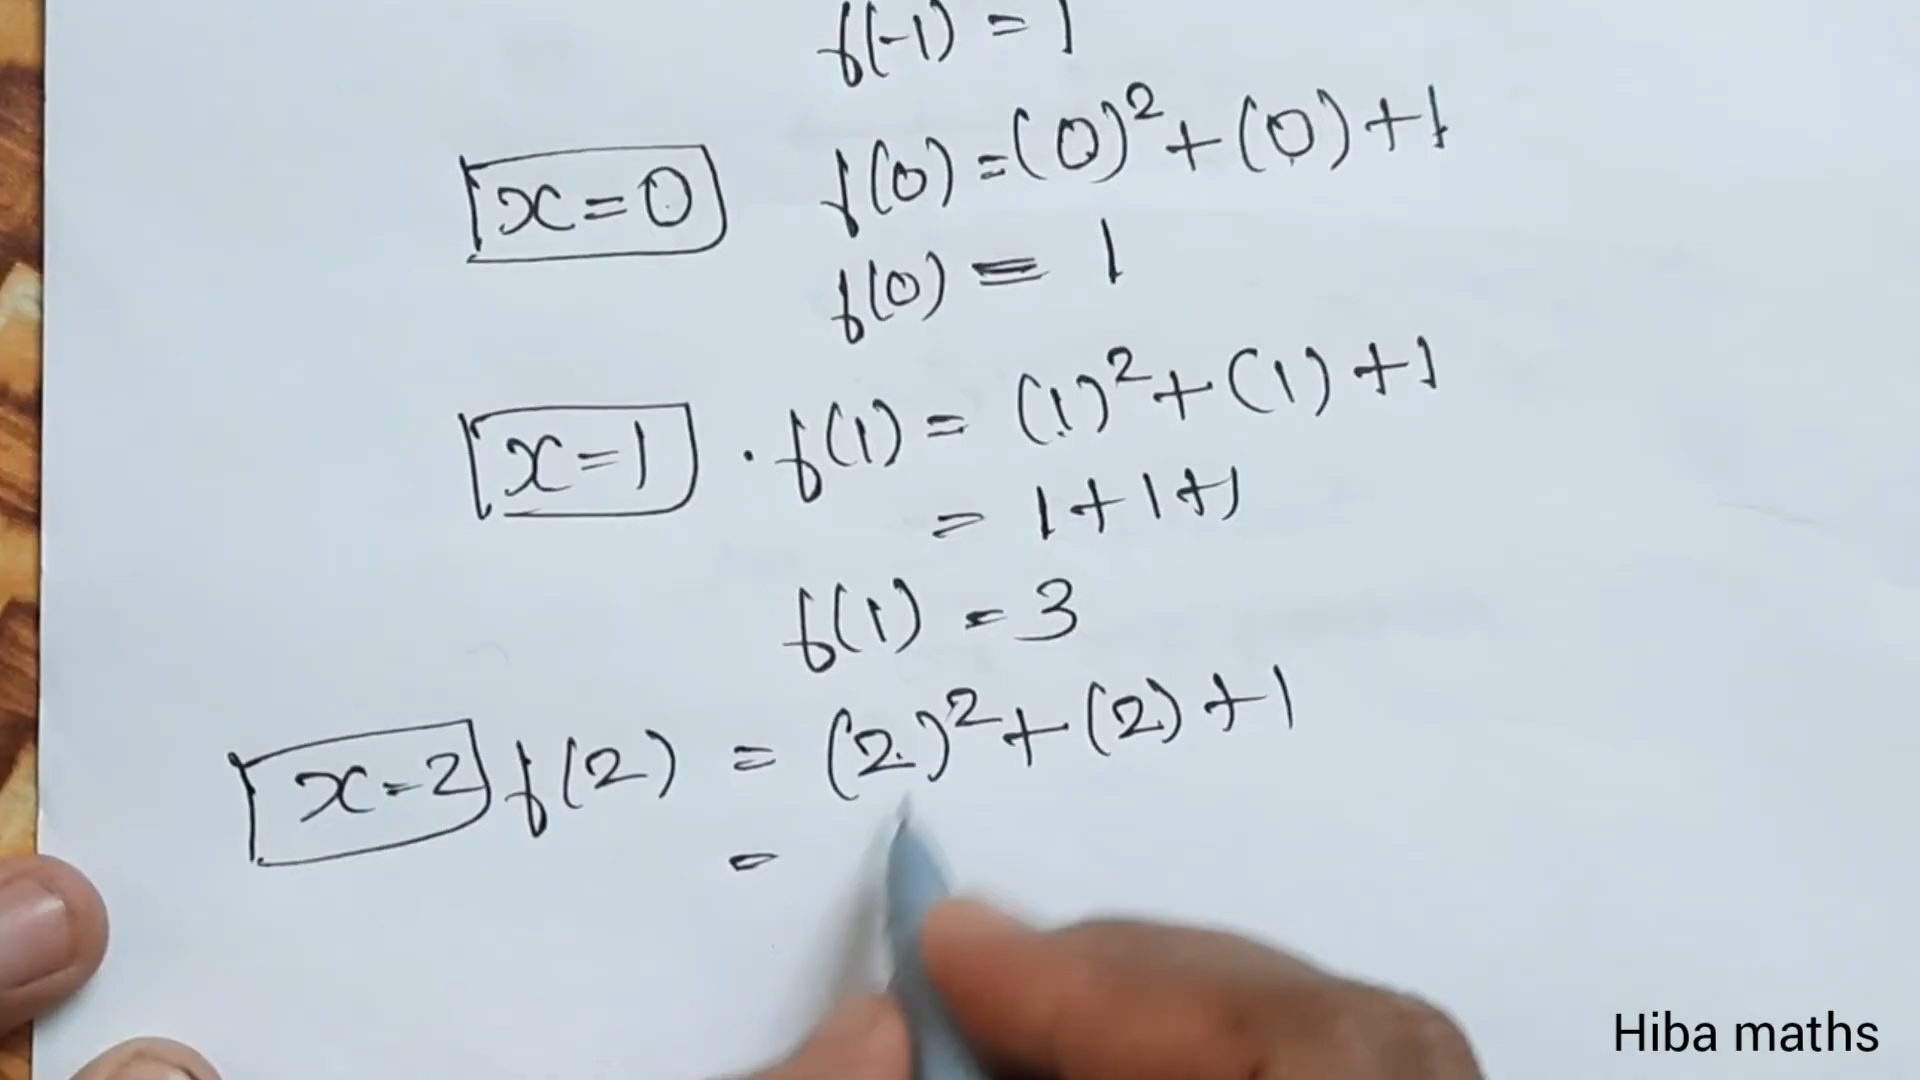 f(-1) = 1
x=0 f(0) = (0)²+(0)+1
f(0) = 1
x=1 . f(1) = (1)²+(1)+1
= 1+1+1
f(1) = 3
x=2 f(2) = (2)²+(2)+1
=
Hiba maths